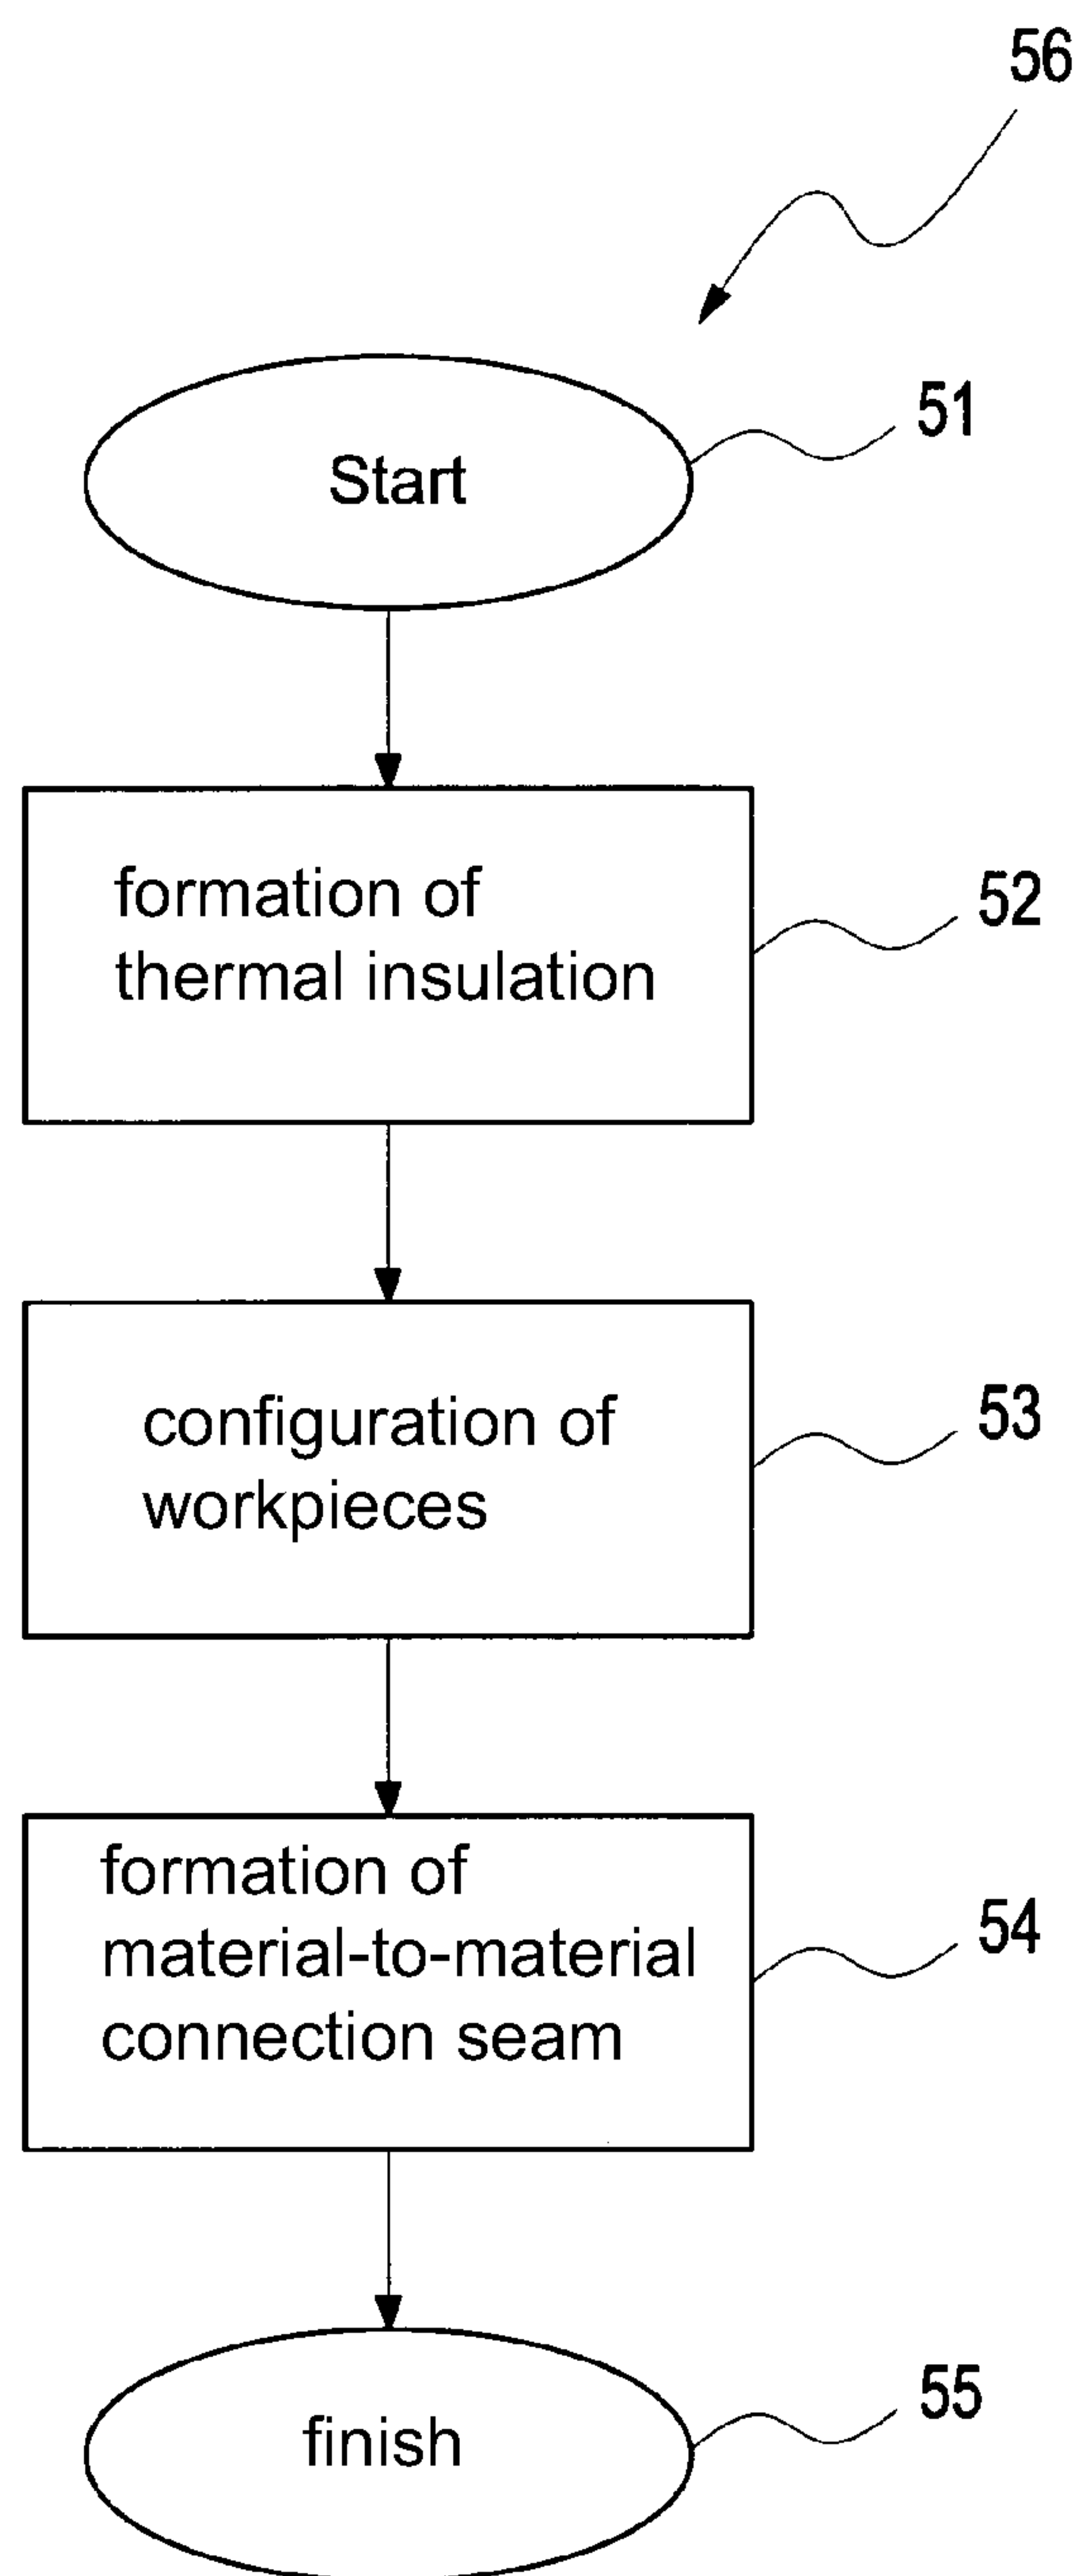 56
Start
51
formation of
thermal insulation
52
configuration of
workpieces
53
formation of
material-to-material
connection seam
54
finish
55